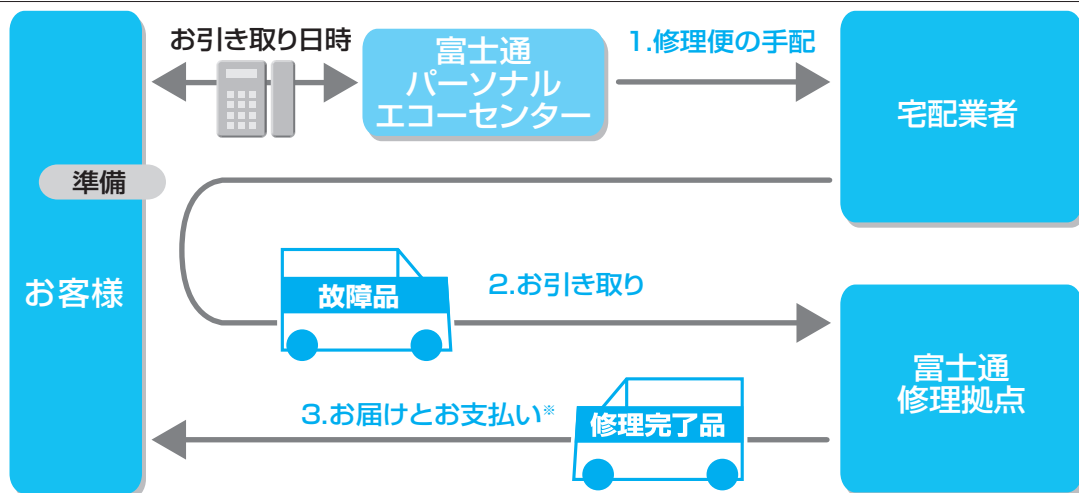 お引き取り日時
富士通
パーソナル
エコーセンター
1.修理便の手配
宅配業者
準備
お客様
故障品
2.お引き取り
富士通
修理拠点
3.お届けとお支払い※
修理完了品